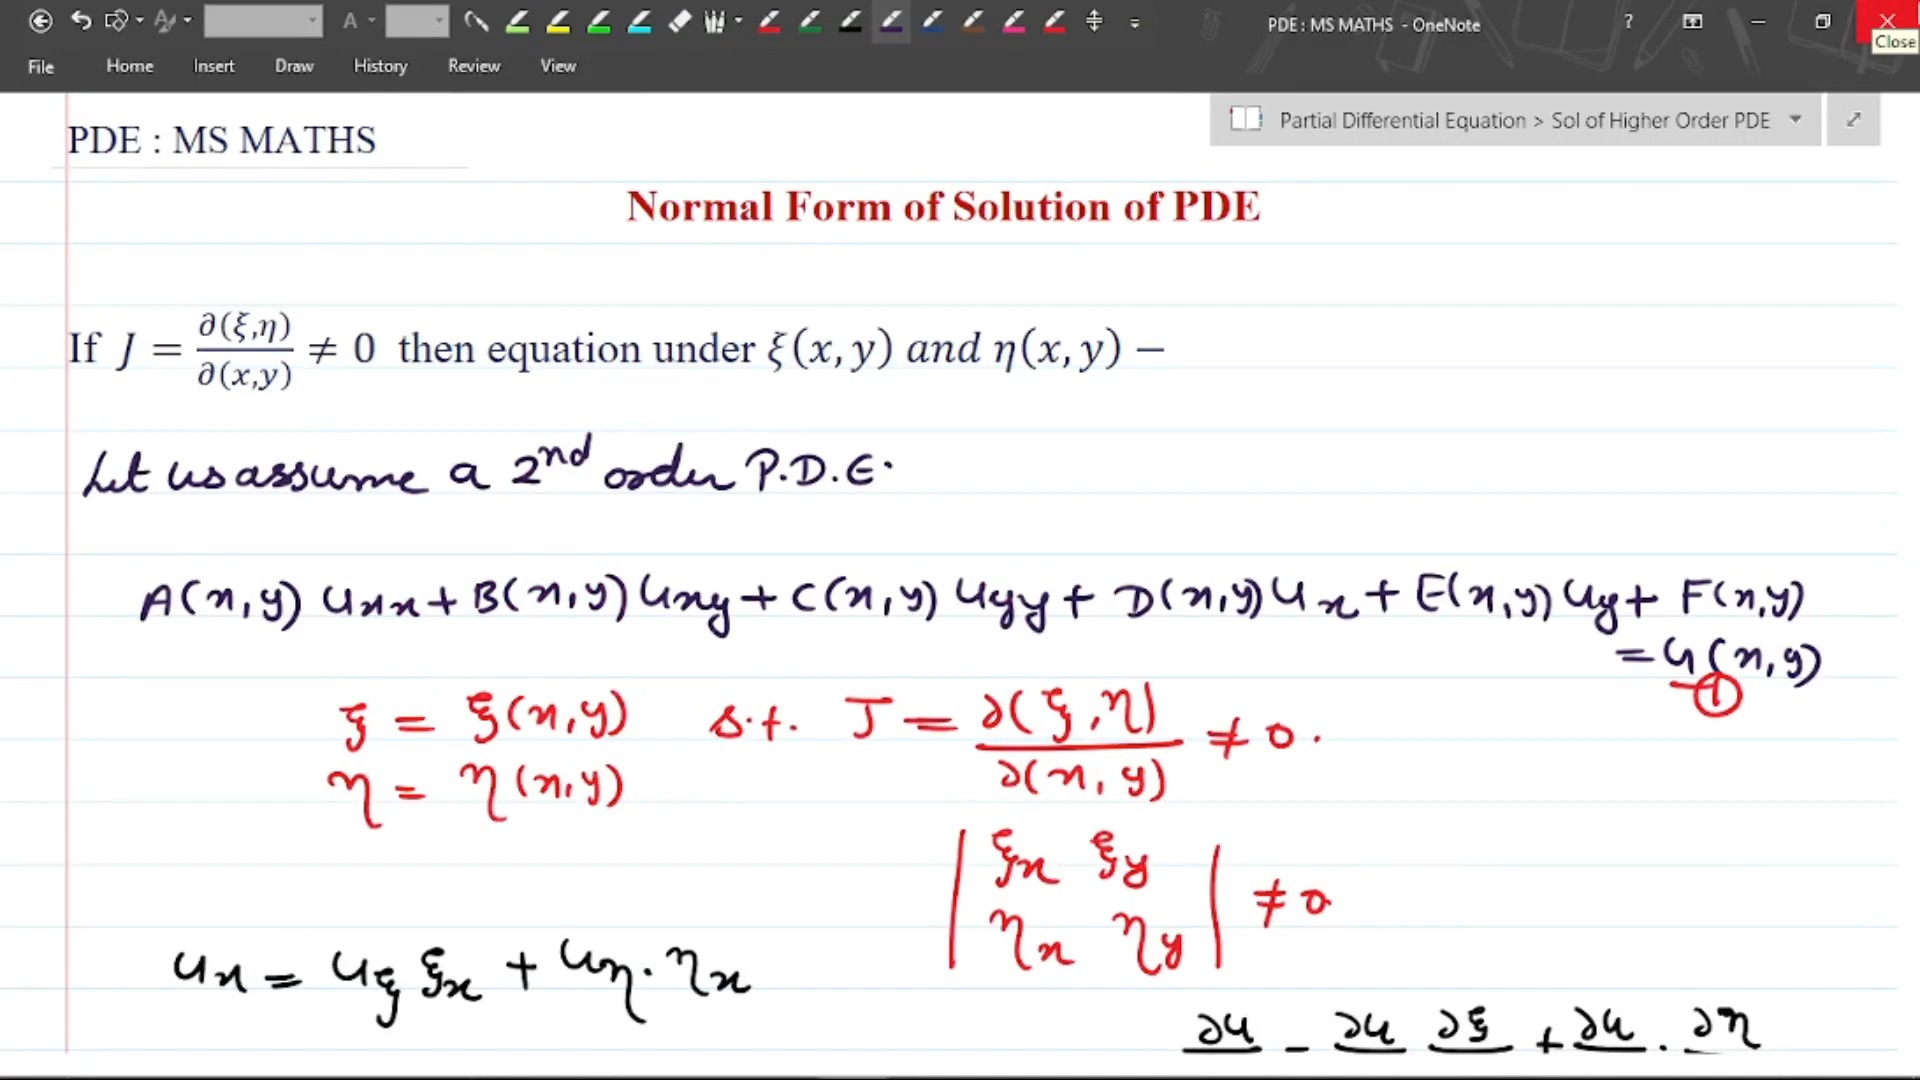 PDE : MS MATHS - OneNote
?
Close
File Home Insert Draw History Review View
Partial Differential Equation > Sol of Higher Order PDE
PDE : MS MATHS
Normal Form of Solution of PDE
If J = ∂(ξ,η)/∂(x,y) ≠ 0 then equation under ξ(x, y) and η(x, y) −
Let us assume a 2nd order P.D.E.
A(x, y) uxx + B(x, y) uxy + C(x, y) uyy + D(x, y) ux + E(x, y) uy + F(x, y)
= G(x, y)
①
ξ = ξ(x, y) s.t. J = ∂(ξ, η)/∂(x, y) ≠ 0.
η = η(x, y)
| ξx ξy |
| ηx ηy | ≠ 0
ux = uξ ξx + uη . ηx
∂u = ∂u ∂ξ + ∂u . ∂η